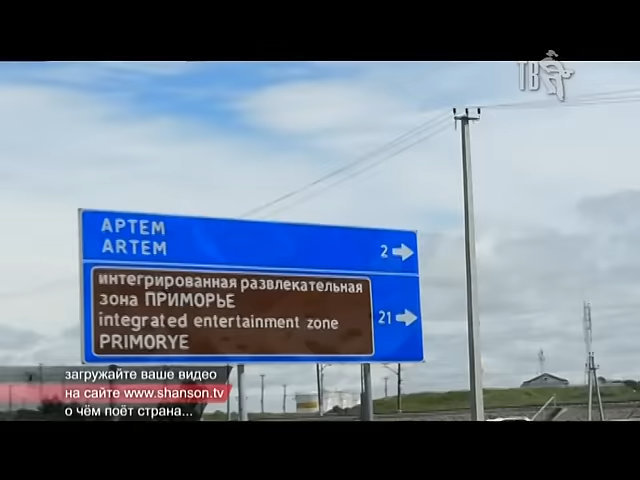 ТВ
АРТЕМ
ARTEM
2
интегрированная развлекательная
зона ПРИМОРЬЕ
integrated entertainment zone
PRIMORYE
21
загружайте ваше видео
на сайте www.shanson.tv
о чём поёт страна...